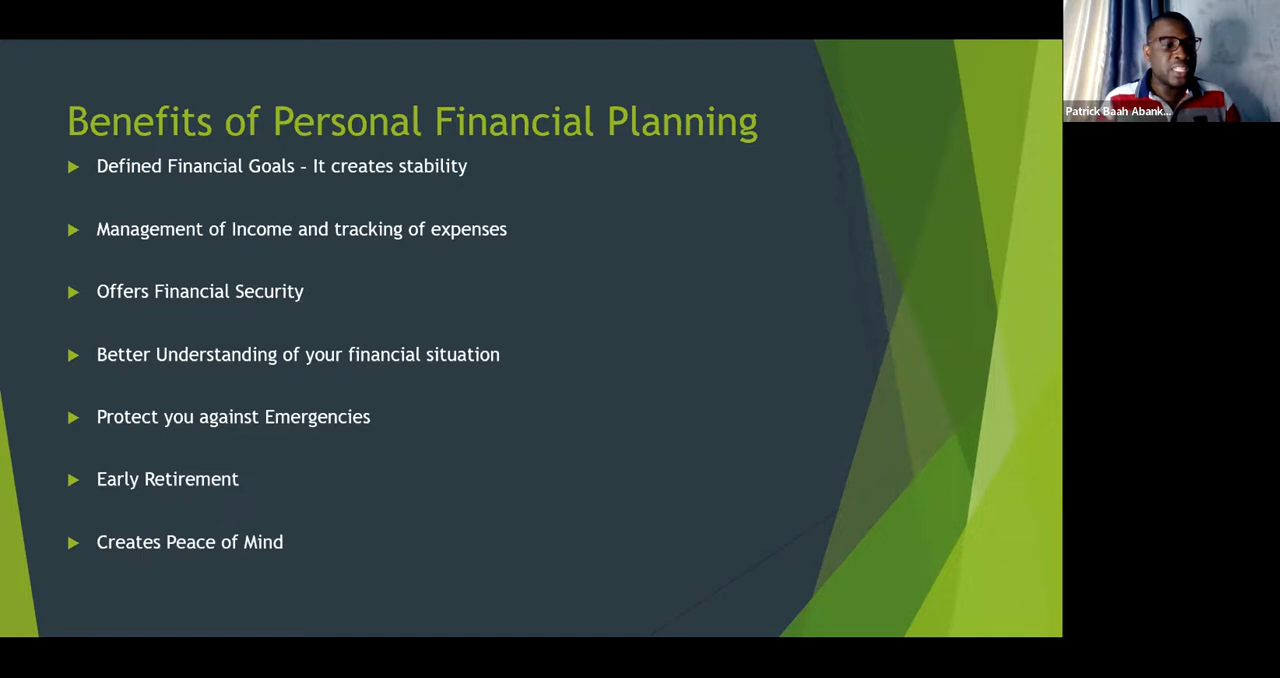 Benefits of Personal Financial Planning
Defined Financial Goals – It creates stability
Management of Income and tracking of expenses
Offers Financial Security
Better Understanding of your financial situation
Protect you against Emergencies
Early Retirement
Creates Peace of Mind
Patrick Baah Abank...